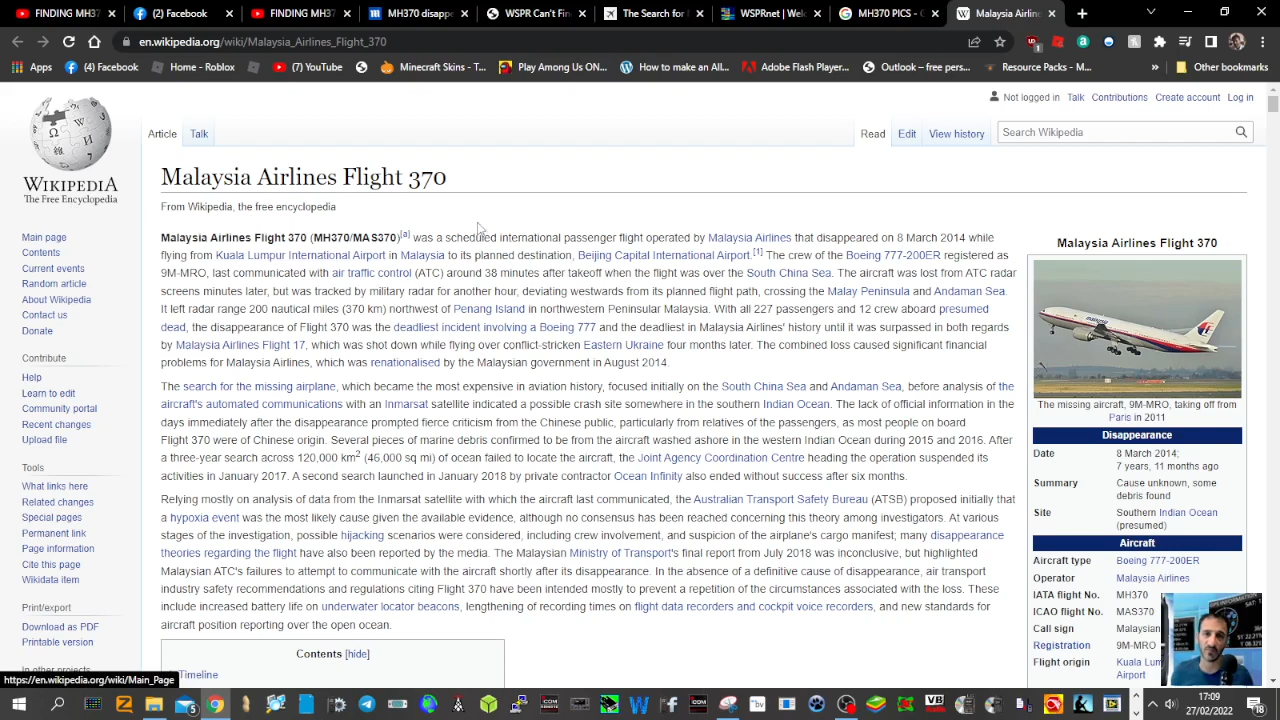 MH37
(2) Facebook
MH37
MH370 disapp
WSPR Can't Fin
The Search for
WSPRnet | W
MH370 PICS - G
Malaysia Airline
en.wikipedia.org/wiki/Malaysia_Airlines_Flight_370
Apps
(4) Facebook
Home - Roblox
(7) YouTube
Minecraft Skins - T...
Play Among Us ON...
How to make an All...
Adobe Flash Player
Outlook – free pers...
Resource Packs - M...
»
Other bookmarks
Not logged in Talk Contributions Create account Log in
Article Talk
Read Edit View history
Search Wikipedia
WIKIPEDIA
The Free Encyclopedia
Main page
Contents
Current events
Random article
About Wikipedia
Contact us
Donate
Contribute
Help
Learn to edit
Community portal
Recent changes
Upload file
Tools
What links here
Related changes
Special pages
Permanent link
Page information
Cite this page
Wikidata item
Print/export
Download as PDF
Printable version
In other projects
https://en.wikipedia.org/wiki/Main_Page
Malaysia Airlines Flight 370
From Wikipedia, the free encyclopedia
Malaysia Airlines Flight 370 (MH370/MAS370)[a] was a scheduled international passenger flight operated by Malaysia Airlines that disappeared on 8 March 2014 while
flying from Kuala Lumpur International Airport in Malaysia to its planned destination, Beijing Capital International Airport.[1] The crew of the Boeing 777-200ER registered as
9M-MRO, last communicated with air traffic control (ATC) around 38 minutes after takeoff when the flight was over the South China Sea. The aircraft was lost from ATC radar
screens minutes later, but was tracked by military radar for another hour, deviating westwards from its planned flight path, crossing the Malay Peninsula and Andaman Sea.
It left radar range 200 nautical miles (370 km) northwest of Penang Island in northwestern Peninsular Malaysia. With all 227 passengers and 12 crew aboard presumed
dead, the disappearance of Flight 370 was the deadliest incident involving a Boeing 777 and the deadliest in Malaysia Airlines' history until it was surpassed in both regards
by Malaysia Airlines Flight 17, which was shot down while flying over conflict-stricken Eastern Ukraine four months later. The combined loss caused significant financial
problems for Malaysia Airlines, which was renationalised by the Malaysian government in August 2014.
The search for the missing airplane, which became the most expensive in aviation history, focused initially on the South China Sea and Andaman Sea, before analysis of the
aircraft's automated communications with an Inmarsat satellite indicated a possible crash site somewhere in the southern Indian Ocean. The lack of official information in the
days immediately after the disappearance prompted fierce criticism from the Chinese public, particularly from relatives of the passengers, as most people on board
Flight 370 were of Chinese origin. Several pieces of marine debris confirmed to be from the aircraft washed ashore in the western Indian Ocean during 2015 and 2016. After
a three-year search across 120,000 km2 (46,000 sq mi) of ocean failed to locate the aircraft, the Joint Agency Coordination Centre heading the operation suspended its
activities in January 2017. A second search launched in January 2018 by private contractor Ocean Infinity also ended without success after six months.
Relying mostly on analysis of data from the Inmarsat satellite with which the aircraft last communicated, the Australian Transport Safety Bureau (ATSB) proposed initially that
a hypoxia event was the most likely cause given the available evidence, although no consensus has been reached concerning this theory among investigators. At various
stages of the investigation, possible hijacking scenarios were considered, including crew involvement, and suspicion of the airplane's cargo manifest; many disappearance
theories regarding the flight have also been reported by the media. The Malaysian Ministry of Transport's final report from July 2018 was inconclusive, but highlighted
Malaysian ATC's failures to attempt to communicate with the aircraft shortly after its disappearance. In the absence of a definitive cause of disappearance, air transport
industry safety recommendations and regulations citing Flight 370 have been intended mostly to prevent a repetition of the circumstances associated with the loss. These
include increased battery life on underwater locator beacons, lengthening of recording times on flight data recorders and cockpit voice recorders, and new standards for
aircraft position reporting over the open ocean.
Contents [hide]
Timeline
Malaysia Airlines Flight 370
The missing aircraft, 9M-MRO, taking off from
Paris in 2011
Disappearance
Date 8 March 2014;
7 years, 11 months ago
Summary Cause unknown, some
debris found
Site Southern Indian Ocean
(presumed)
Aircraft
Aircraft type Boeing 777-200ER
Operator Malaysia Airlines
IATA flight No. MH370
ICAO flight No. MAS370
Call sign Malaysian
Registration 9M-MRO
Flight origin Kuala Lum
Airport
17:09
27/02/2022